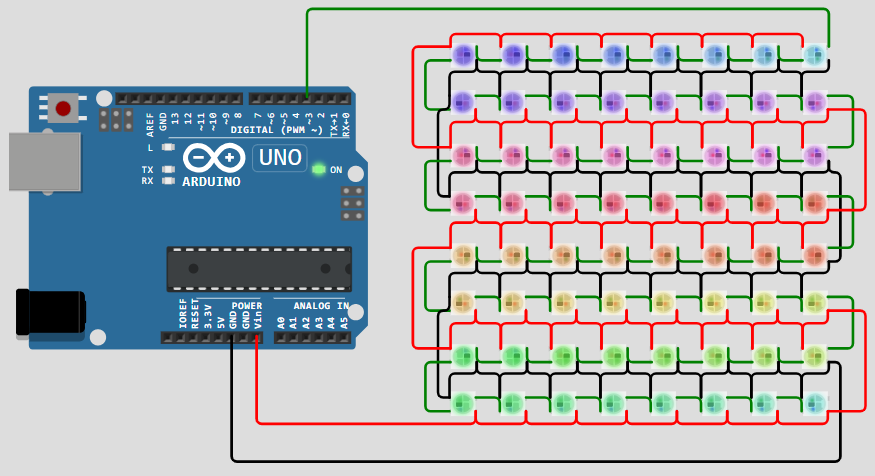 AREF
GND
13
12
~11
~10
~9
8
7
~6
~5
4
~3
2
TX→1
RX←0
DIGITAL (PWM ~)
L
TX
RX
UNO
ON
ARDUINO
IOREF
RESET
3.3V
5V
GND
GND
Vin
POWER
ANALOG IN
A0
A1
A2
A3
A4
A5